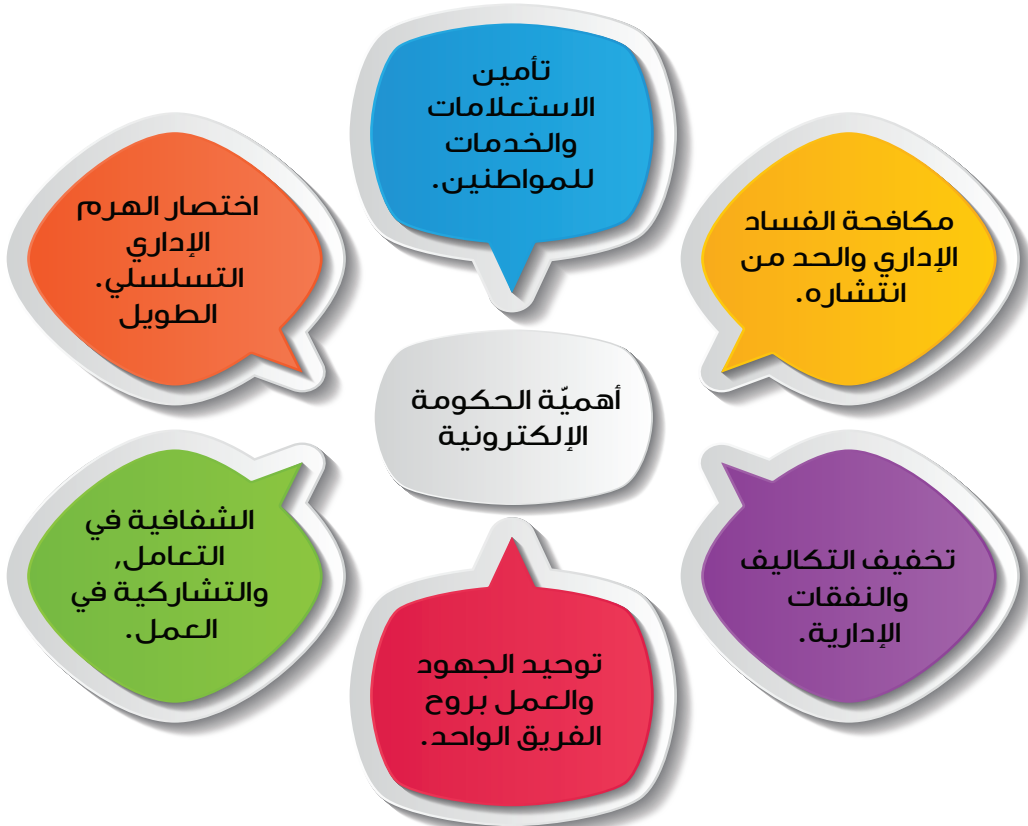 تأمين
الاستعلامات
والخدمات
للمواطنين.
مكافحة الفساد
الإداري والحد من
انتشاره.
اختصار الهرم
الإداري
التسلسلي.
الطويل
أهميّة الحكومة
الإلكترونية
تخفيف التكاليف
والنفقات
الإدارية.
الشفافية في
التعامل,
والتشاركية في
العمل.
توحيد الجهود
والعمل بروح
الفريق الواحد.